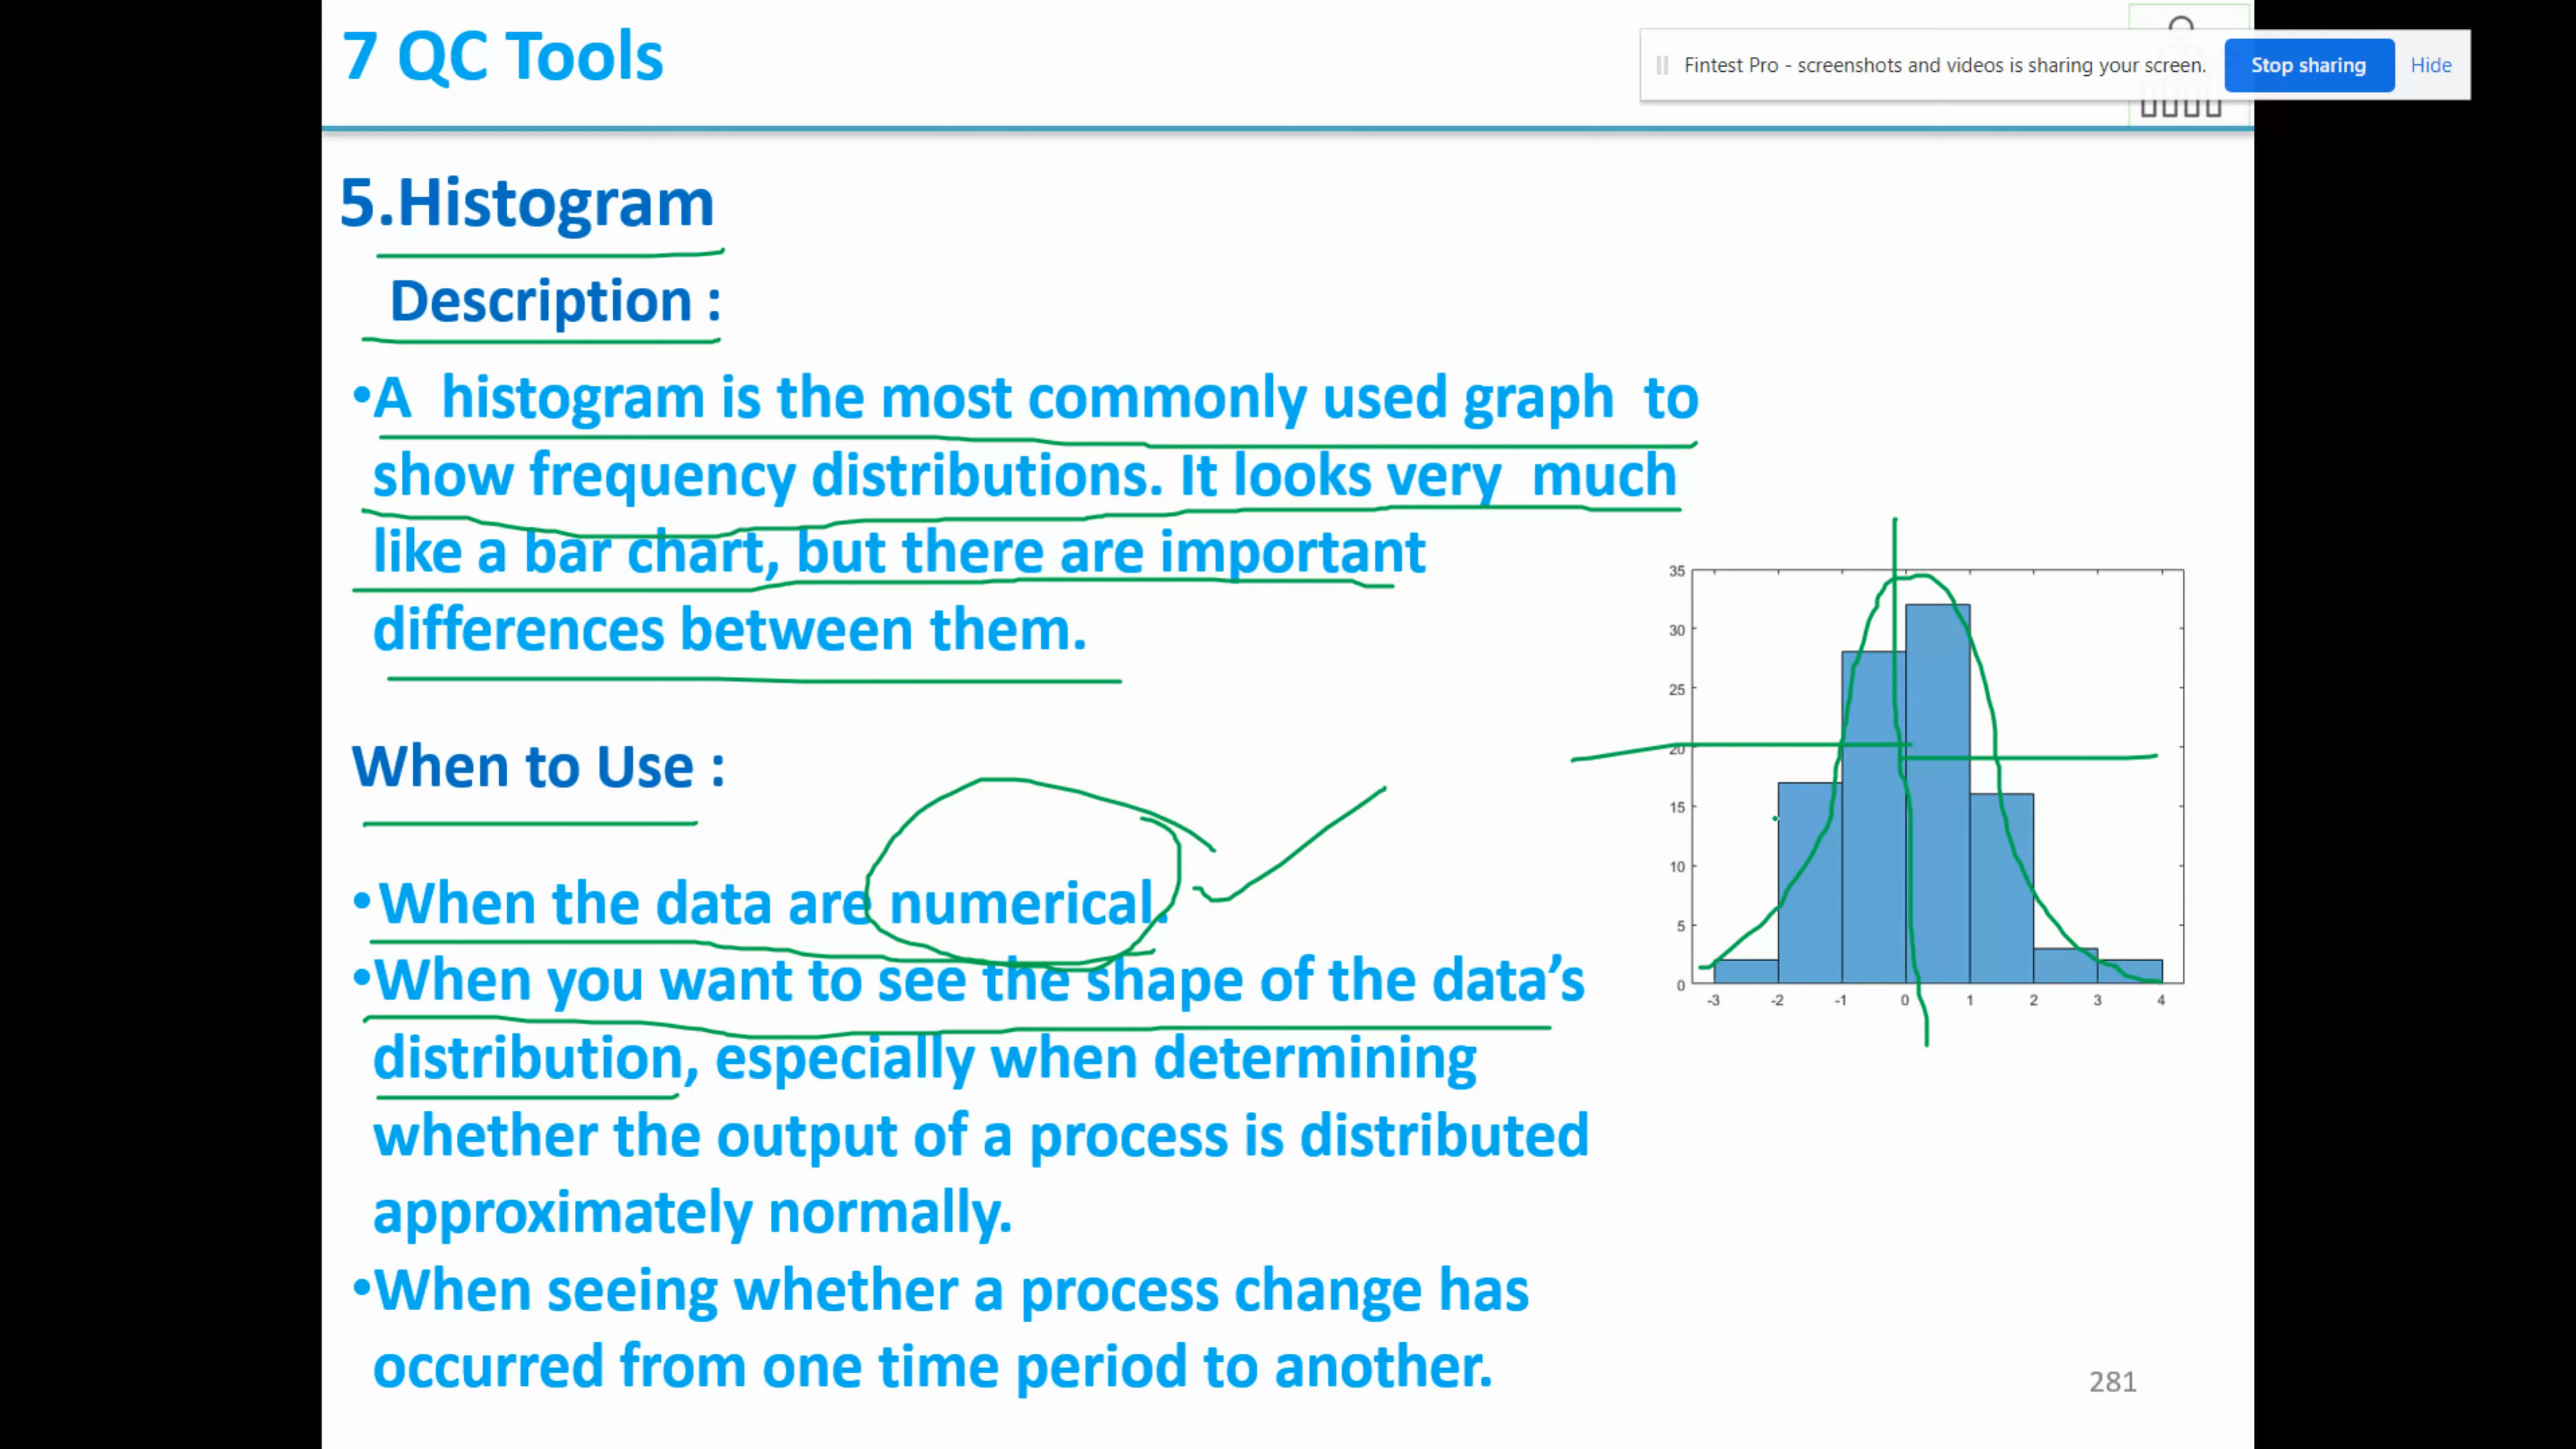 7 QC Tools
Fintest Pro - screenshots and videos is sharing your screen. Stop sharing Hide
5.Histogram
Description :
•A histogram is the most commonly used graph to
show frequency distributions. It looks very much
like a bar chart, but there are important
differences between them.
When to Use :
•When the data are numerical.
•When you want to see the shape of the data’s
distribution, especially when determining
whether the output of a process is distributed
approximately normally.
•When seeing whether a process change has
occurred from one time period to another.
35
30
25
20
15
10
5
0
-3 -2 -1 0 1 2 3 4
281